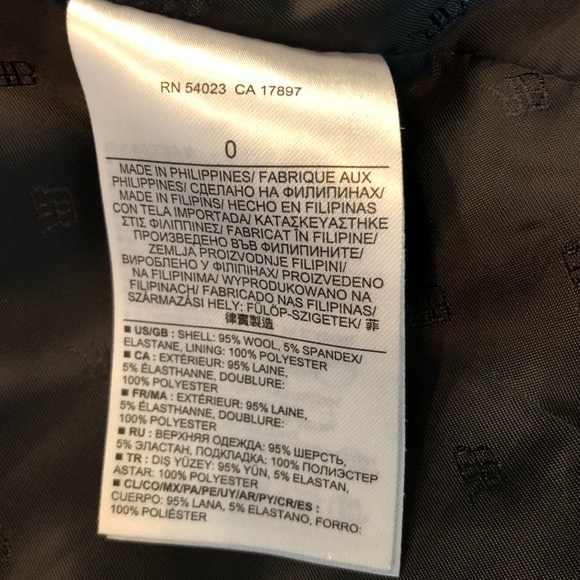 RN 54023 CA 17897
0
MADE IN PHILIPPINES/ FABRIQUE AUX
PHILIPPINES/ СДЕЛАНО НА ФИЛИПИНАХ/
MADE IN FILIPINS/ HECHO EN FILIPINAS
CON TELA IMPORTADA/ ΚΑΤΑΣΚΕΥΑΣΤΗΚΕ
ΣΤΙΣ ΦΙΛΙΠΠΙΝΕΣ/ FABRICAT ÎN FILIPINE/
ПРОИЗВЕДЕНО ВЪВ ФИЛИПИНИТЕ/
ZEMLJA PROIZVODNJE FILIPINI/
ВИРОБЛЕНО У ФІЛІПІНАХ/ PROIZVEDENO
NA FILIPINIMA/ WYPRODUKOWANO NA
FILIPINACH/ FABRICADO NAS FILIPINAS/
SZÁRMAZÁSI HELY: FÜLÖP-SZIGETEK/ 菲
律賓製造
■ US/GB : SHELL: 95% WOOL, 5% SPANDEX/
ELASTANE, LINING: 100% POLYESTER
■ CA : EXTÉRIEUR: 95% LAINE,
5% ÉLASTHANNE, DOUBLURE:
100% POLYESTER
■ FR/MA : EXTÉRIEUR: 95% LAINE,
5% ÉLASTHANNE, DOUBLURE:
100% POLYESTER
■ RU : ВЕРХНЯЯ ОДЕЖДА: 95% ШЕРСТЬ,
5% ЭЛАСТАН, ПОДКЛАДКА: 100% ПОЛИЭСТЕР
■ TR : DIŞ YÜZEY: 95% YÜN, 5% ELASTAN,
ASTAR: 100% POLYESTER
■ CL/CO/MX/PA/PE/UY/AR/PY/CR/ES :
CUERPO: 95% LANA, 5% ELASTANO, FORRO:
100% POLIÉSTER